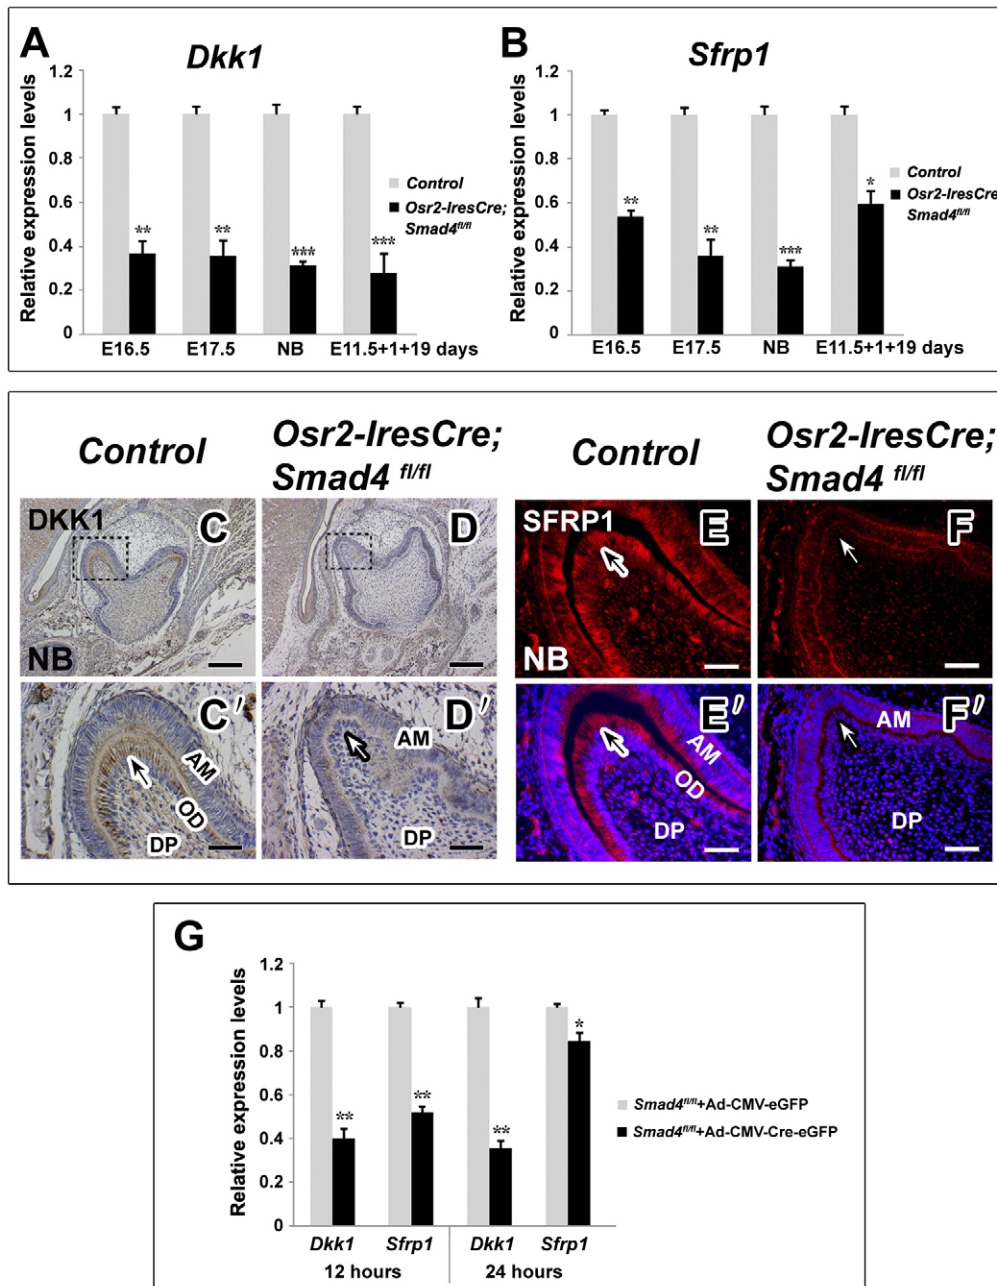 A
Dkk1
Relative expression levels
1.2
1
0.8
0.6
0.4
0.2
0
**
**
***
***
E16.5 E17.5 NB E11.5+1+19 days
Control
Osr2-IresCre;
Smad4fl/fl
B
Sfrp1
Relative expression levels
1.2
1
0.8
0.6
0.4
0.2
0
**
**
***
*
E16.5 E17.5 NB E11.5+1+19 days
Control
Osr2-IresCre
Smad4fl/fl
Control
Osr2-IresCre;
Smad4 fl/fl
Control
Osr2-IresCre;
Smad4 fl/fl
DKK1
C
NB
D
SFRP1
E
NB
F
C'
AM
OD
DP
D'
AM
DP
E'
AM
OD
DP
F'
AM
DP
G
Relative expression levels
1.2
1
0.8
0.6
0.4
0.2
0
**
**
**
*
Dkk1 Sfrp1 Dkk1 Sfrp1
12 hours 24 hours
Smad4fl/fl+Ad-CMV-eGFP
Smad4fl/fl+Ad-CMV-Cre-eGFP